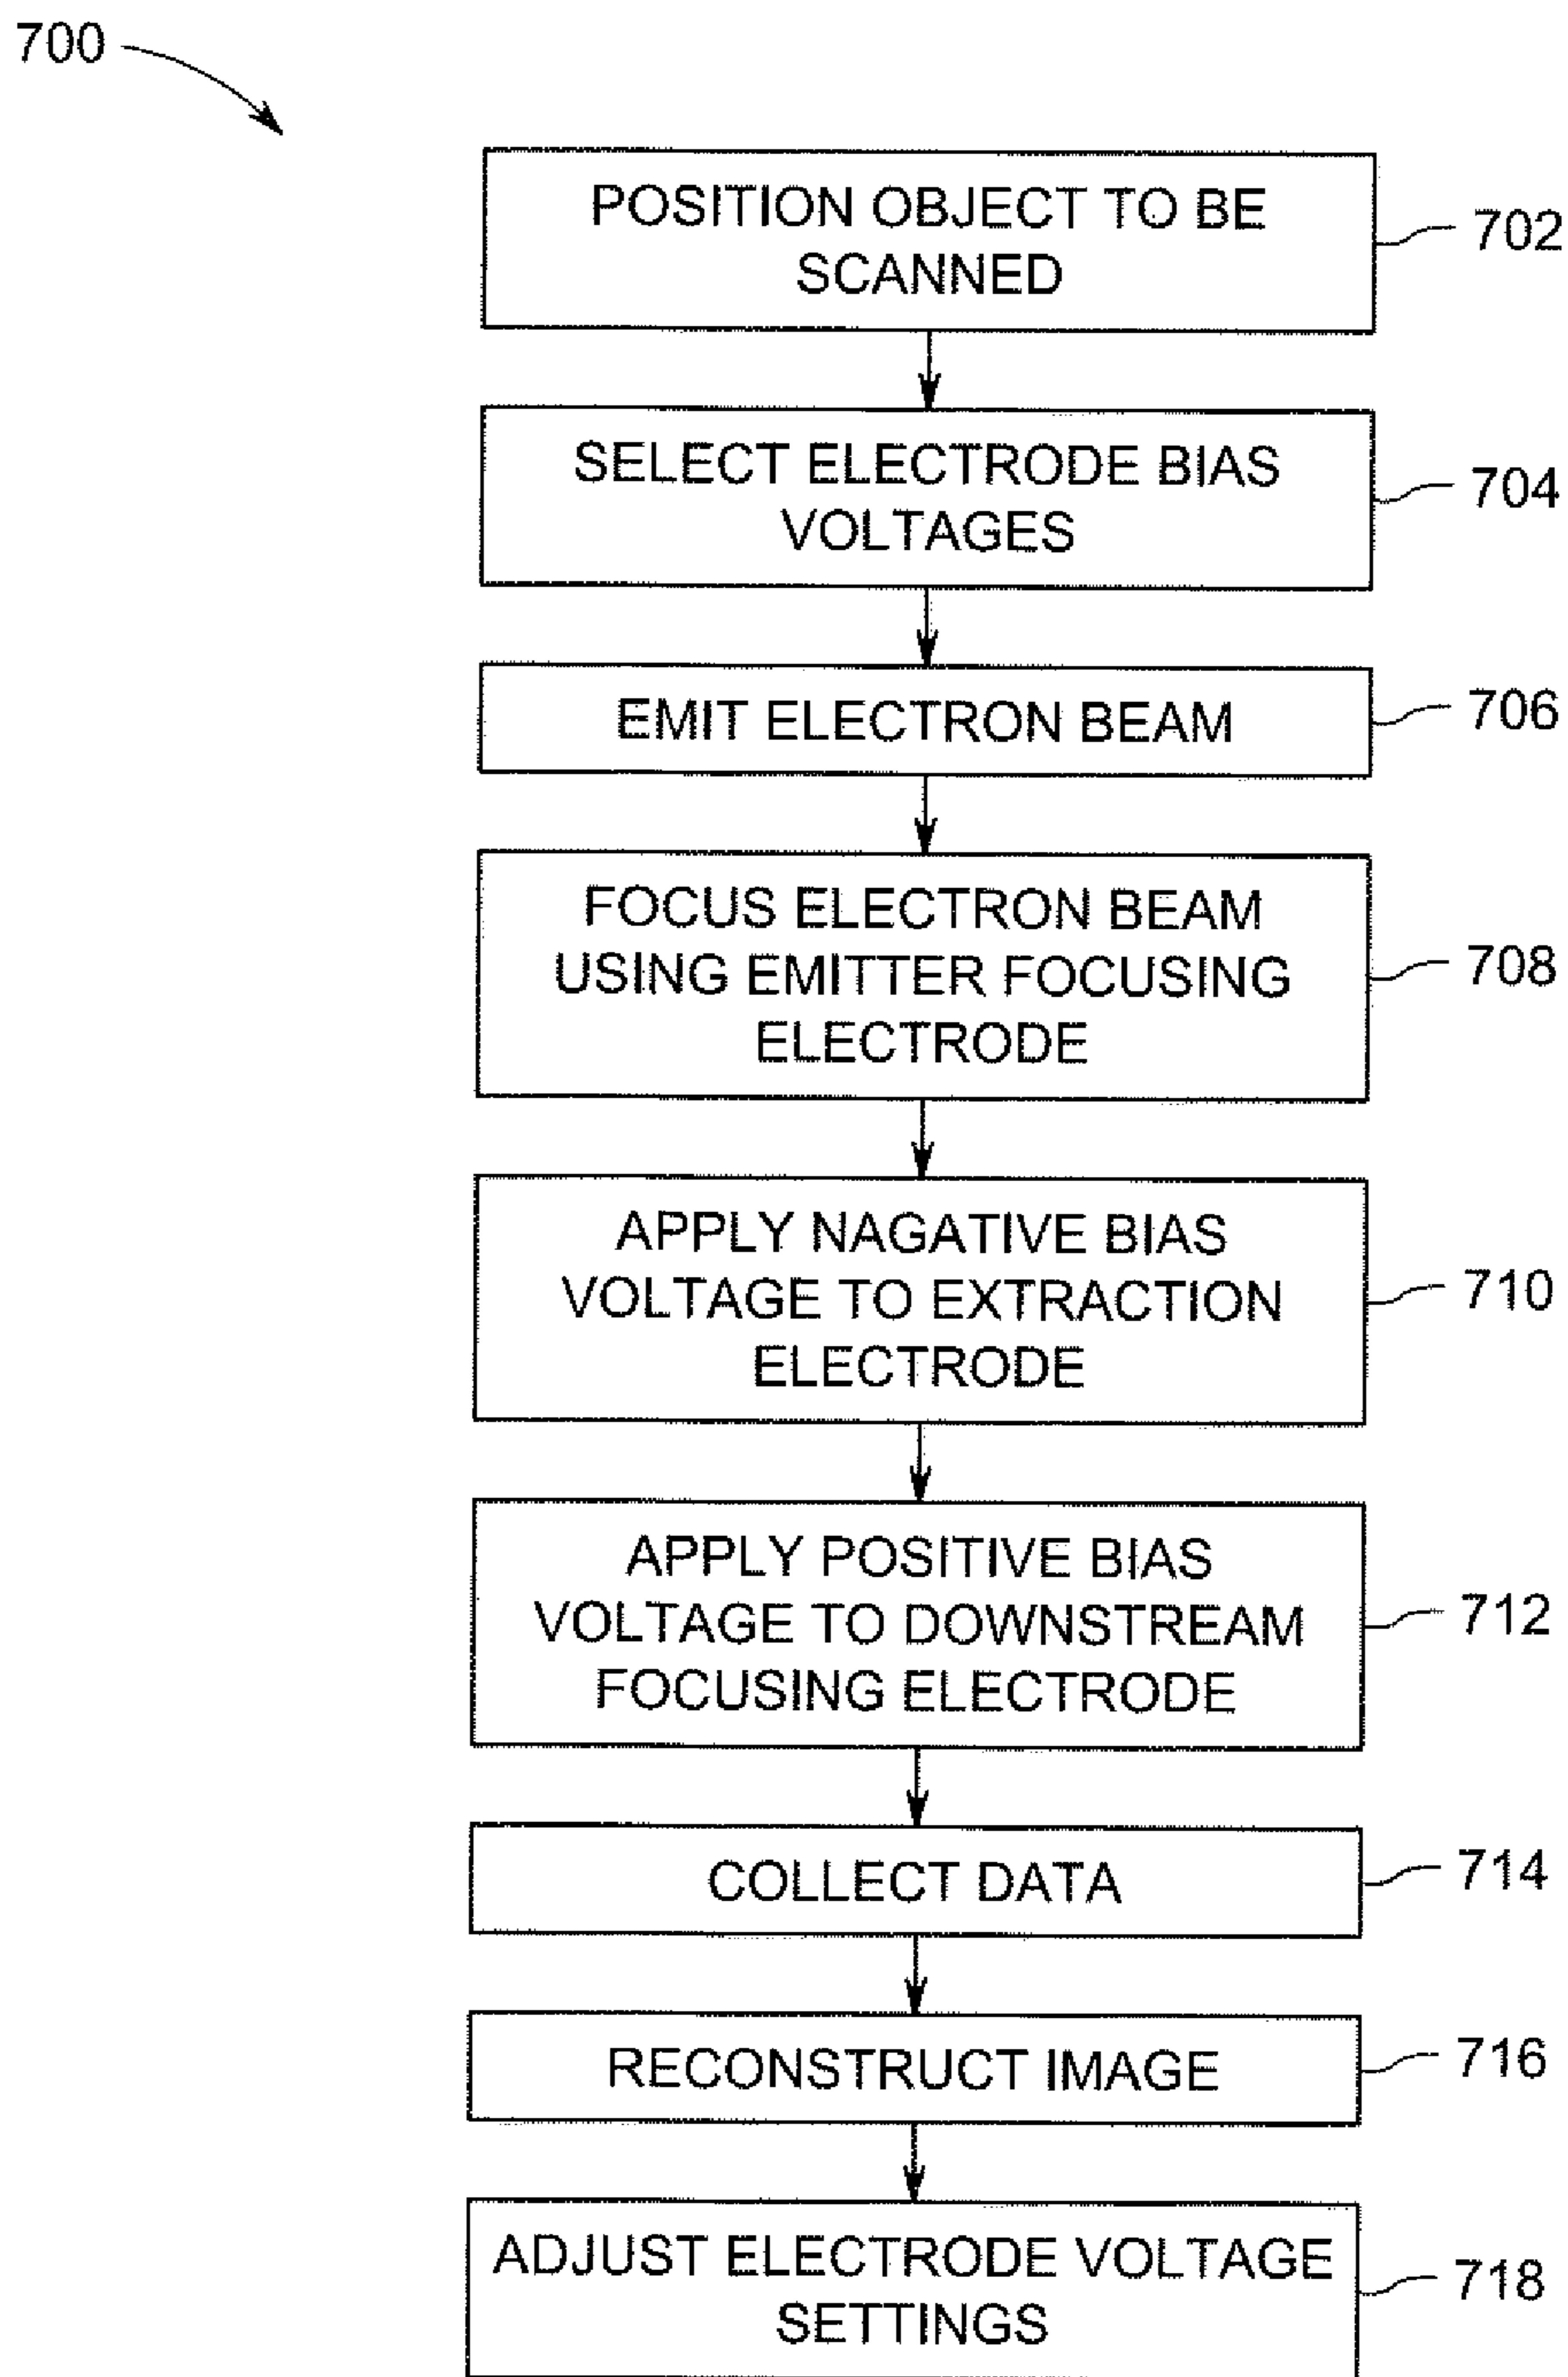 700
POSITION OBJECT TO BE
SCANNED
702
SELECT ELECTRODE BIAS
VOLTAGES
704
EMIT ELECTRON BEAM
706
FOCUS ELECTRON BEAM
USING EMITTER FOCUSING
ELECTRODE
708
APPLY NAGATIVE BIAS
VOLTAGE TO EXTRACTION
ELECTRODE
710
APPLY POSITIVE BIAS
VOLTAGE TO DOWNSTREAM
FOCUSING ELECTRODE
712
COLLECT DATA
714
RECONSTRUCT IMAGE
716
ADJUST ELECTRODE VOLTAGE
SETTINGS
718